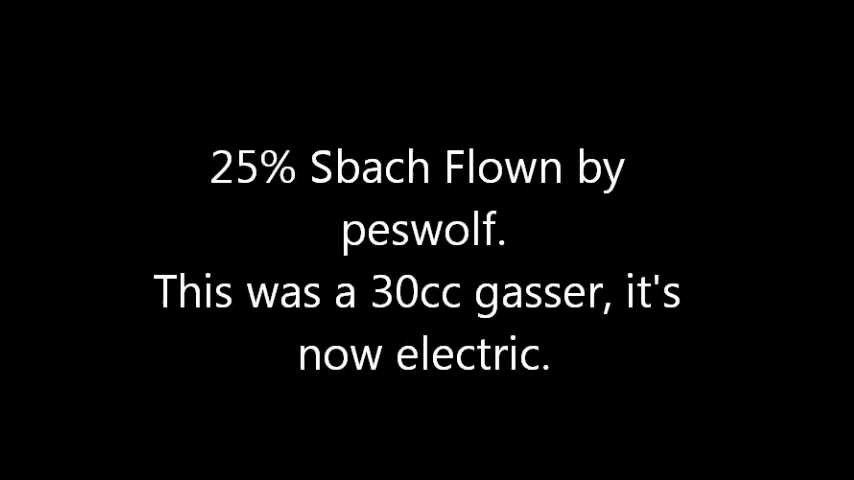 25% Sbach Flown by
peswolf.
This was a 30cc gasser, it's
now electric.